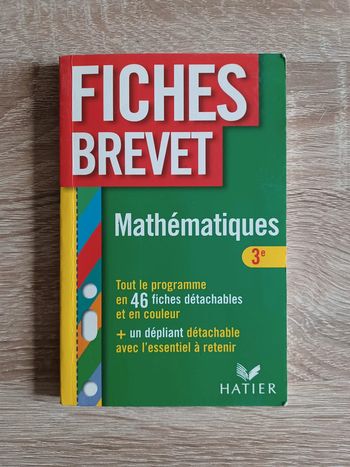 FICHES
BREVET
Mathématiques
3e
Tout le programme
en 46 fiches détachables
et en couleur
+ un dépliant détachable
avec l'essentiel à retenir
HATIER